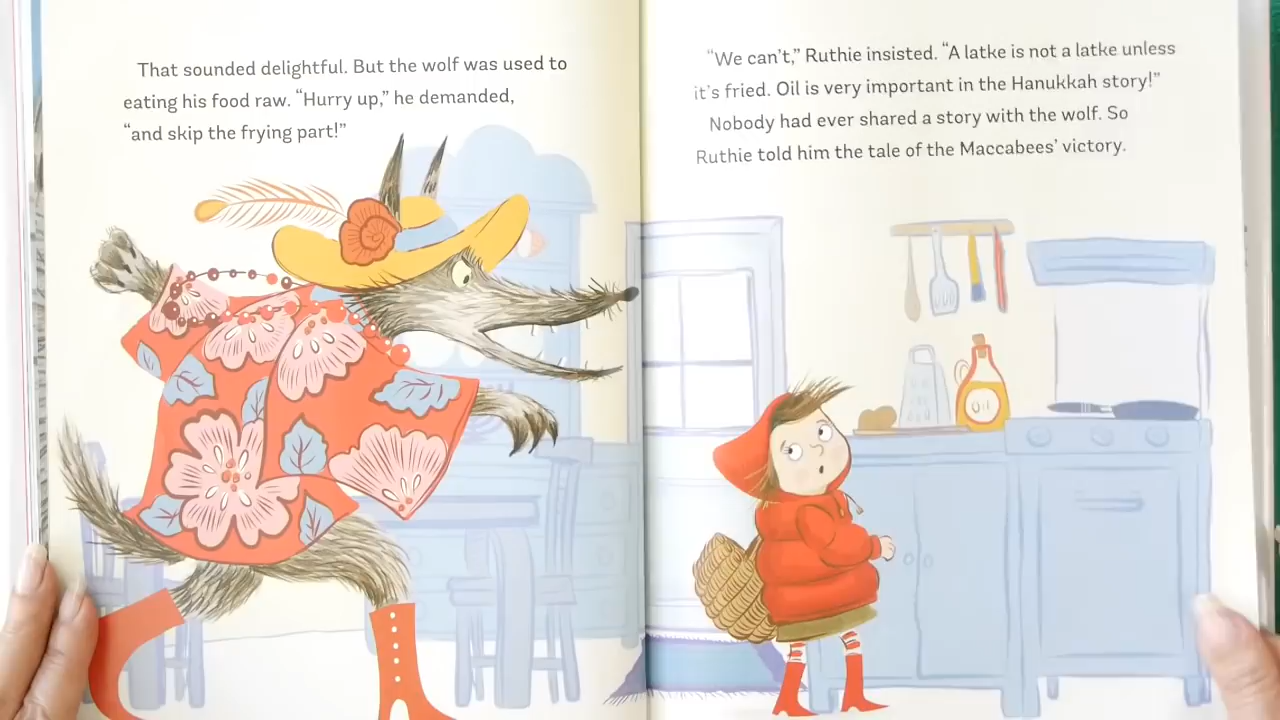 That sounded delightful. But the wolf was used to
eating his food raw. “Hurry up,” he demanded,
“and skip the frying part!”
“We can’t,” Ruthie insisted. “A latke is not a latke unless
it’s fried. Oil is very important in the Hanukkah story!”
Nobody had ever shared a story with the wolf. So
Ruthie told him the tale of the Maccabees’ victory.
Oil